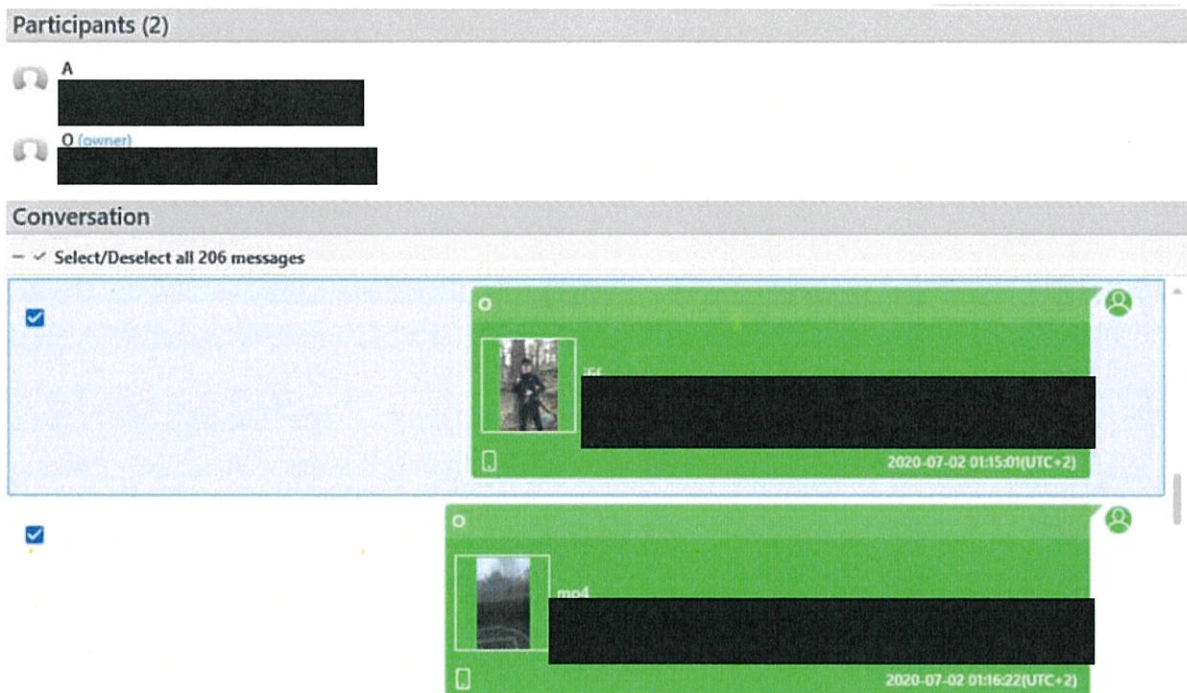 Participants (2)
A
O (owner)
Conversation
Select/Deselect all 206 messages
O
2020-07-02 01:15:01(UTC+2)
O
mp4
2020-07-02 01:16:22(UTC+2)